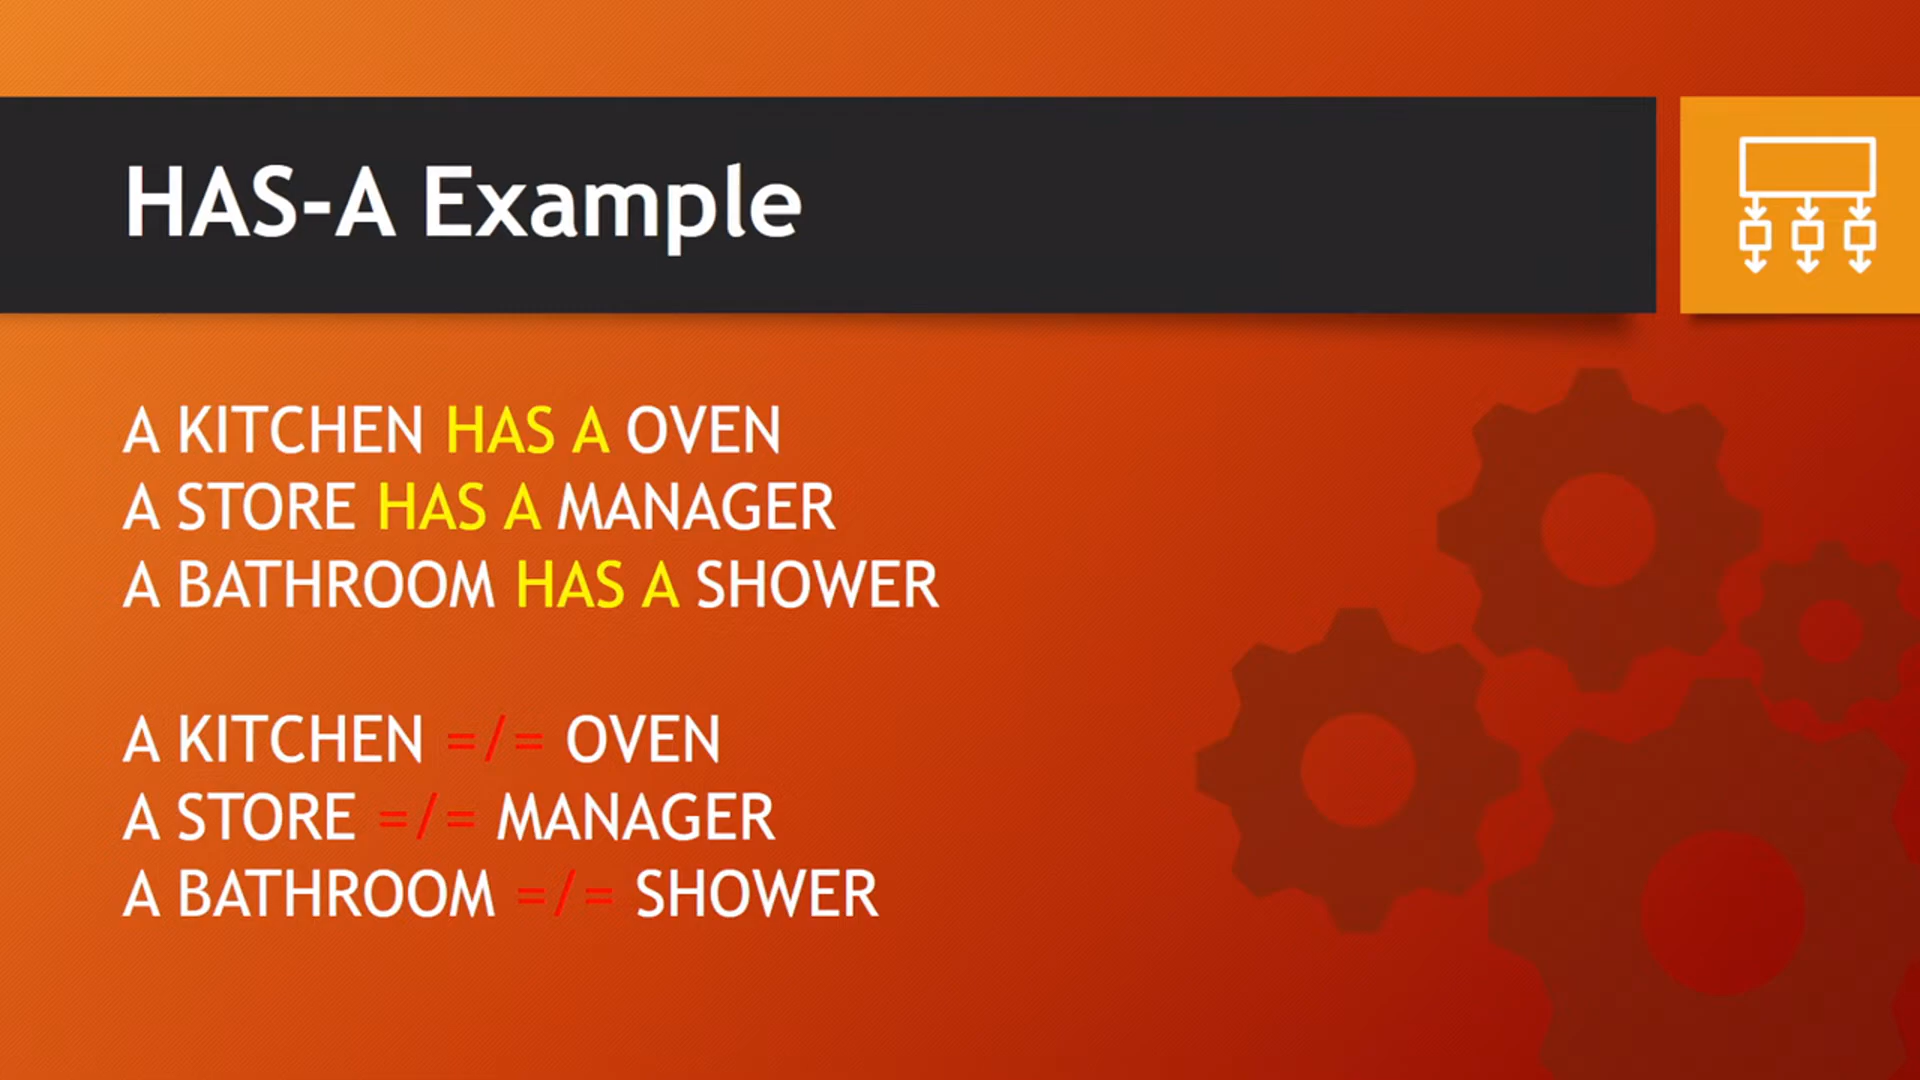 HAS-A Example
A KITCHEN HAS A OVEN
A STORE HAS A MANAGER
A BATHROOM HAS A SHOWER
A KITCHEN =/= OVEN
A STORE =/= MANAGER
A BATHROOM =/= SHOWER